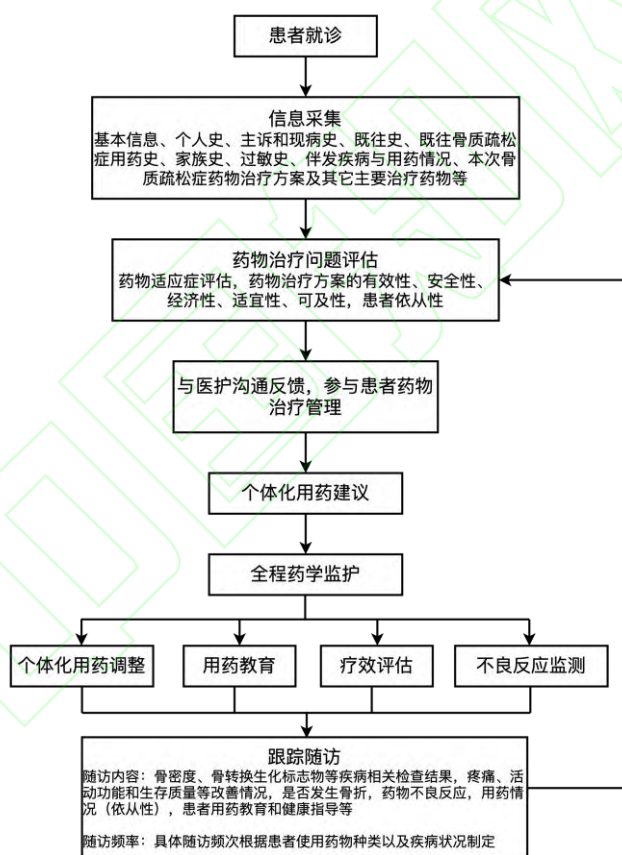 患者就诊
信息采集
基本信息、个人史、主诉和现病史、既往史、既往骨质疏松
症用药史、家族史、过敏史、伴发疾病与用药情况、本次骨
质疏松症药物治疗方案及其它主要治疗药物等
药物治疗问题评估
药物适应症评估，药物治疗方案的有效性、安全性、
经济性、适宜性、可及性，患者依从性
与医护沟通反馈，参与患者药物
治疗管理
个体化用药建议
全程药学监护
个体化用药调整
用药教育
疗效评估
不良反应监测
跟踪随访
随访内容：骨密度、骨转换生化标志物等疾病相关检查结果，疼痛、活
动功能和生存质量等改善情况，是否发生骨折，药物不良反应，用药情
况（依从性），患者用药教育和健康指导等
随访频率：具体随访频次根据患者使用药物种类以及疾病状况制定